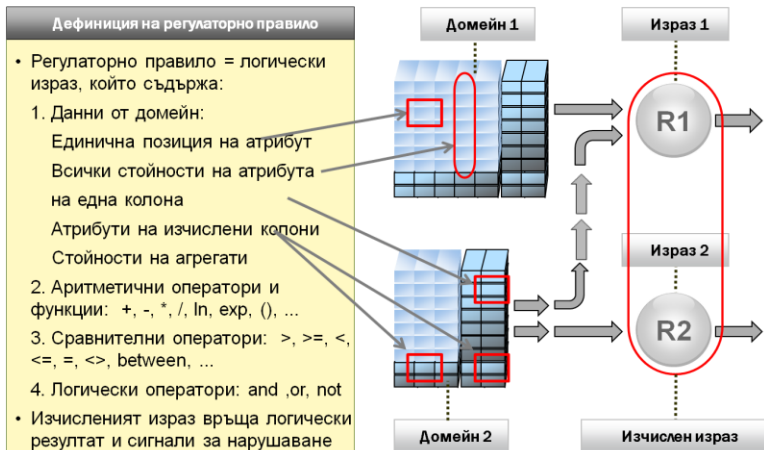 Дефиниция на регулаторно правило
• Регулаторно правило = логически
израз, който съдържа:
1. Данни от домейн:
Единична позиция на атрибут
Всички стойности на атрибута
на една колона
Атрибути на изчислени колони
Стойности на агрегати
2. Аритметични оператори и
функции: +, -, *, /, ln, exp, (), ...
3. Сравнителни оператори: >, >=, <,
<=, =, <>, between, ...
4. Логически оператори: and ,or, not
• Изчисленият израз връща логически
резултат и сигнали за нарушаване
Домейн 1
Израз 1
R1
Израз 2
R2
Домейн 2
Изчислен израз